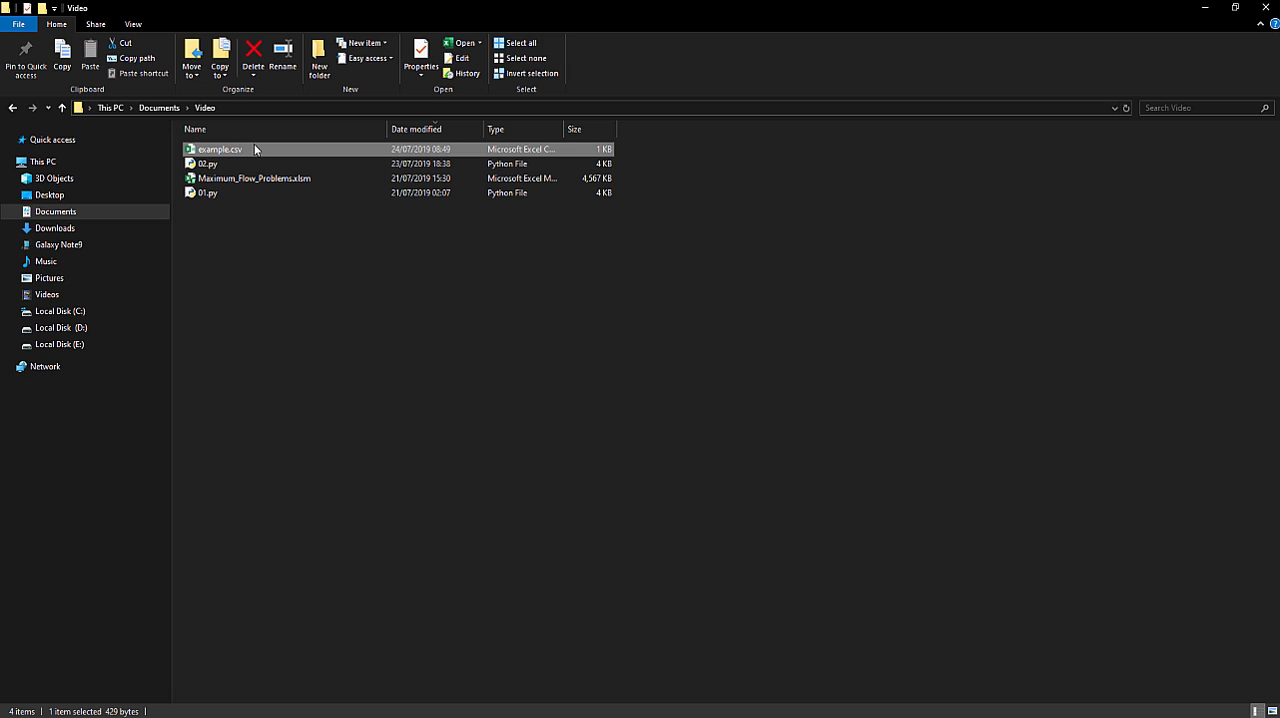 Video
File
Home
Share
View
Pin to Quick access
Copy
Paste
Cut
Copy path
Paste shortcut
Clipboard
Move to
Copy to
Delete
Rename
Organize
New folder
New item
Easy access
New
Properties
Open
Edit
History
Open
Select all
Select none
Invert selection
Select
This PC
Documents
Video
Search Video
Quick access
This PC
3D Objects
Desktop
Documents
Downloads
Galaxy Note9
Music
Pictures
Videos
Local Disk (C:)
Local Disk (D:)
Local Disk (E:)
Network
Name Date modified Type Size
example.csv 24/07/2019 08:49 Microsoft Excel C... 1 KB
02.py 23/07/2019 18:38 Python File 4 KB
Maximum_Flow_Problems.xlsm 21/07/2019 15:30 Microsoft Excel M... 4,567 KB
01.py 21/07/2019 02:07 Python File 4 KB
4 items 1 item selected 429 bytes